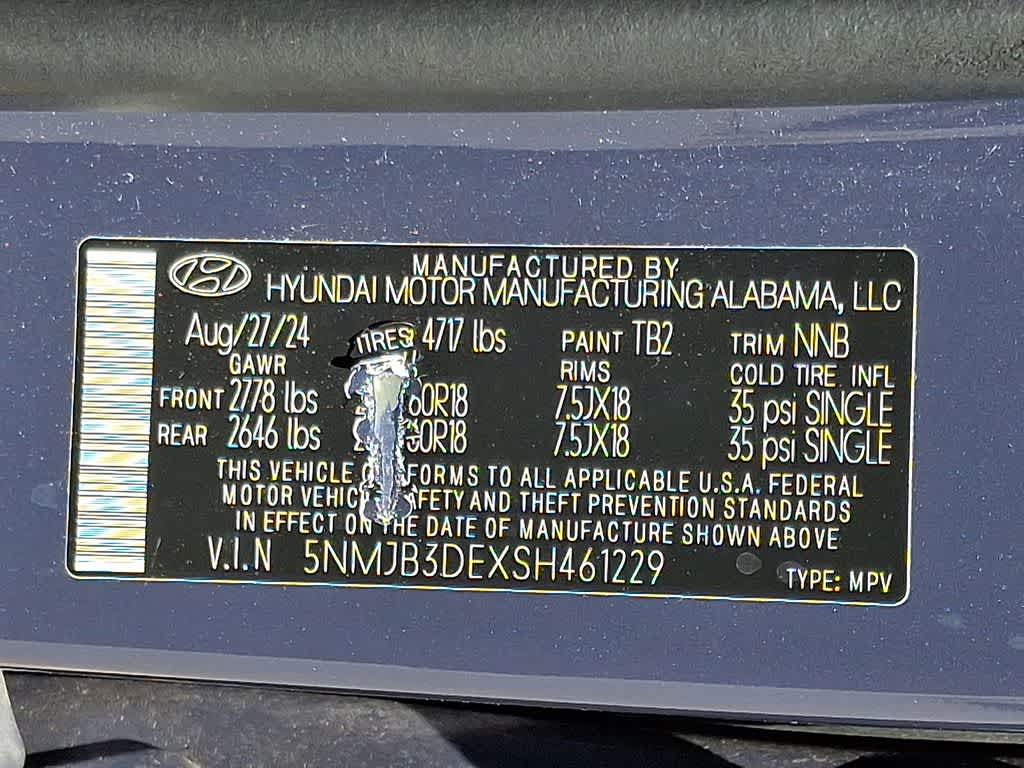 MANUFACTURED BY
HYUNDAI MOTOR MANUFACTURING ALABAMA, LLC
Aug/27/24 4717 lbs PAINT TB2 TRIM NNB
GAWR TIRES RIMS COLD TIRE INFL
FRONT 2778 lbs 60R18 7.5JX18 35 psi SINGLE
REAR 2646 lbs 60R18 7.5JX18 35 psi SINGLE
THIS VEHICLE FORMS TO ALL APPLICABLE U.S.A. FEDERAL
MOTOR VEHIC FETY AND THEFT PREVENTION STANDARDS
IN EFFECT ON THE DATE OF MANUFACTURE SHOWN ABOVE
V.I.N 5NMJB3DEXSH461229
TYPE: MPV